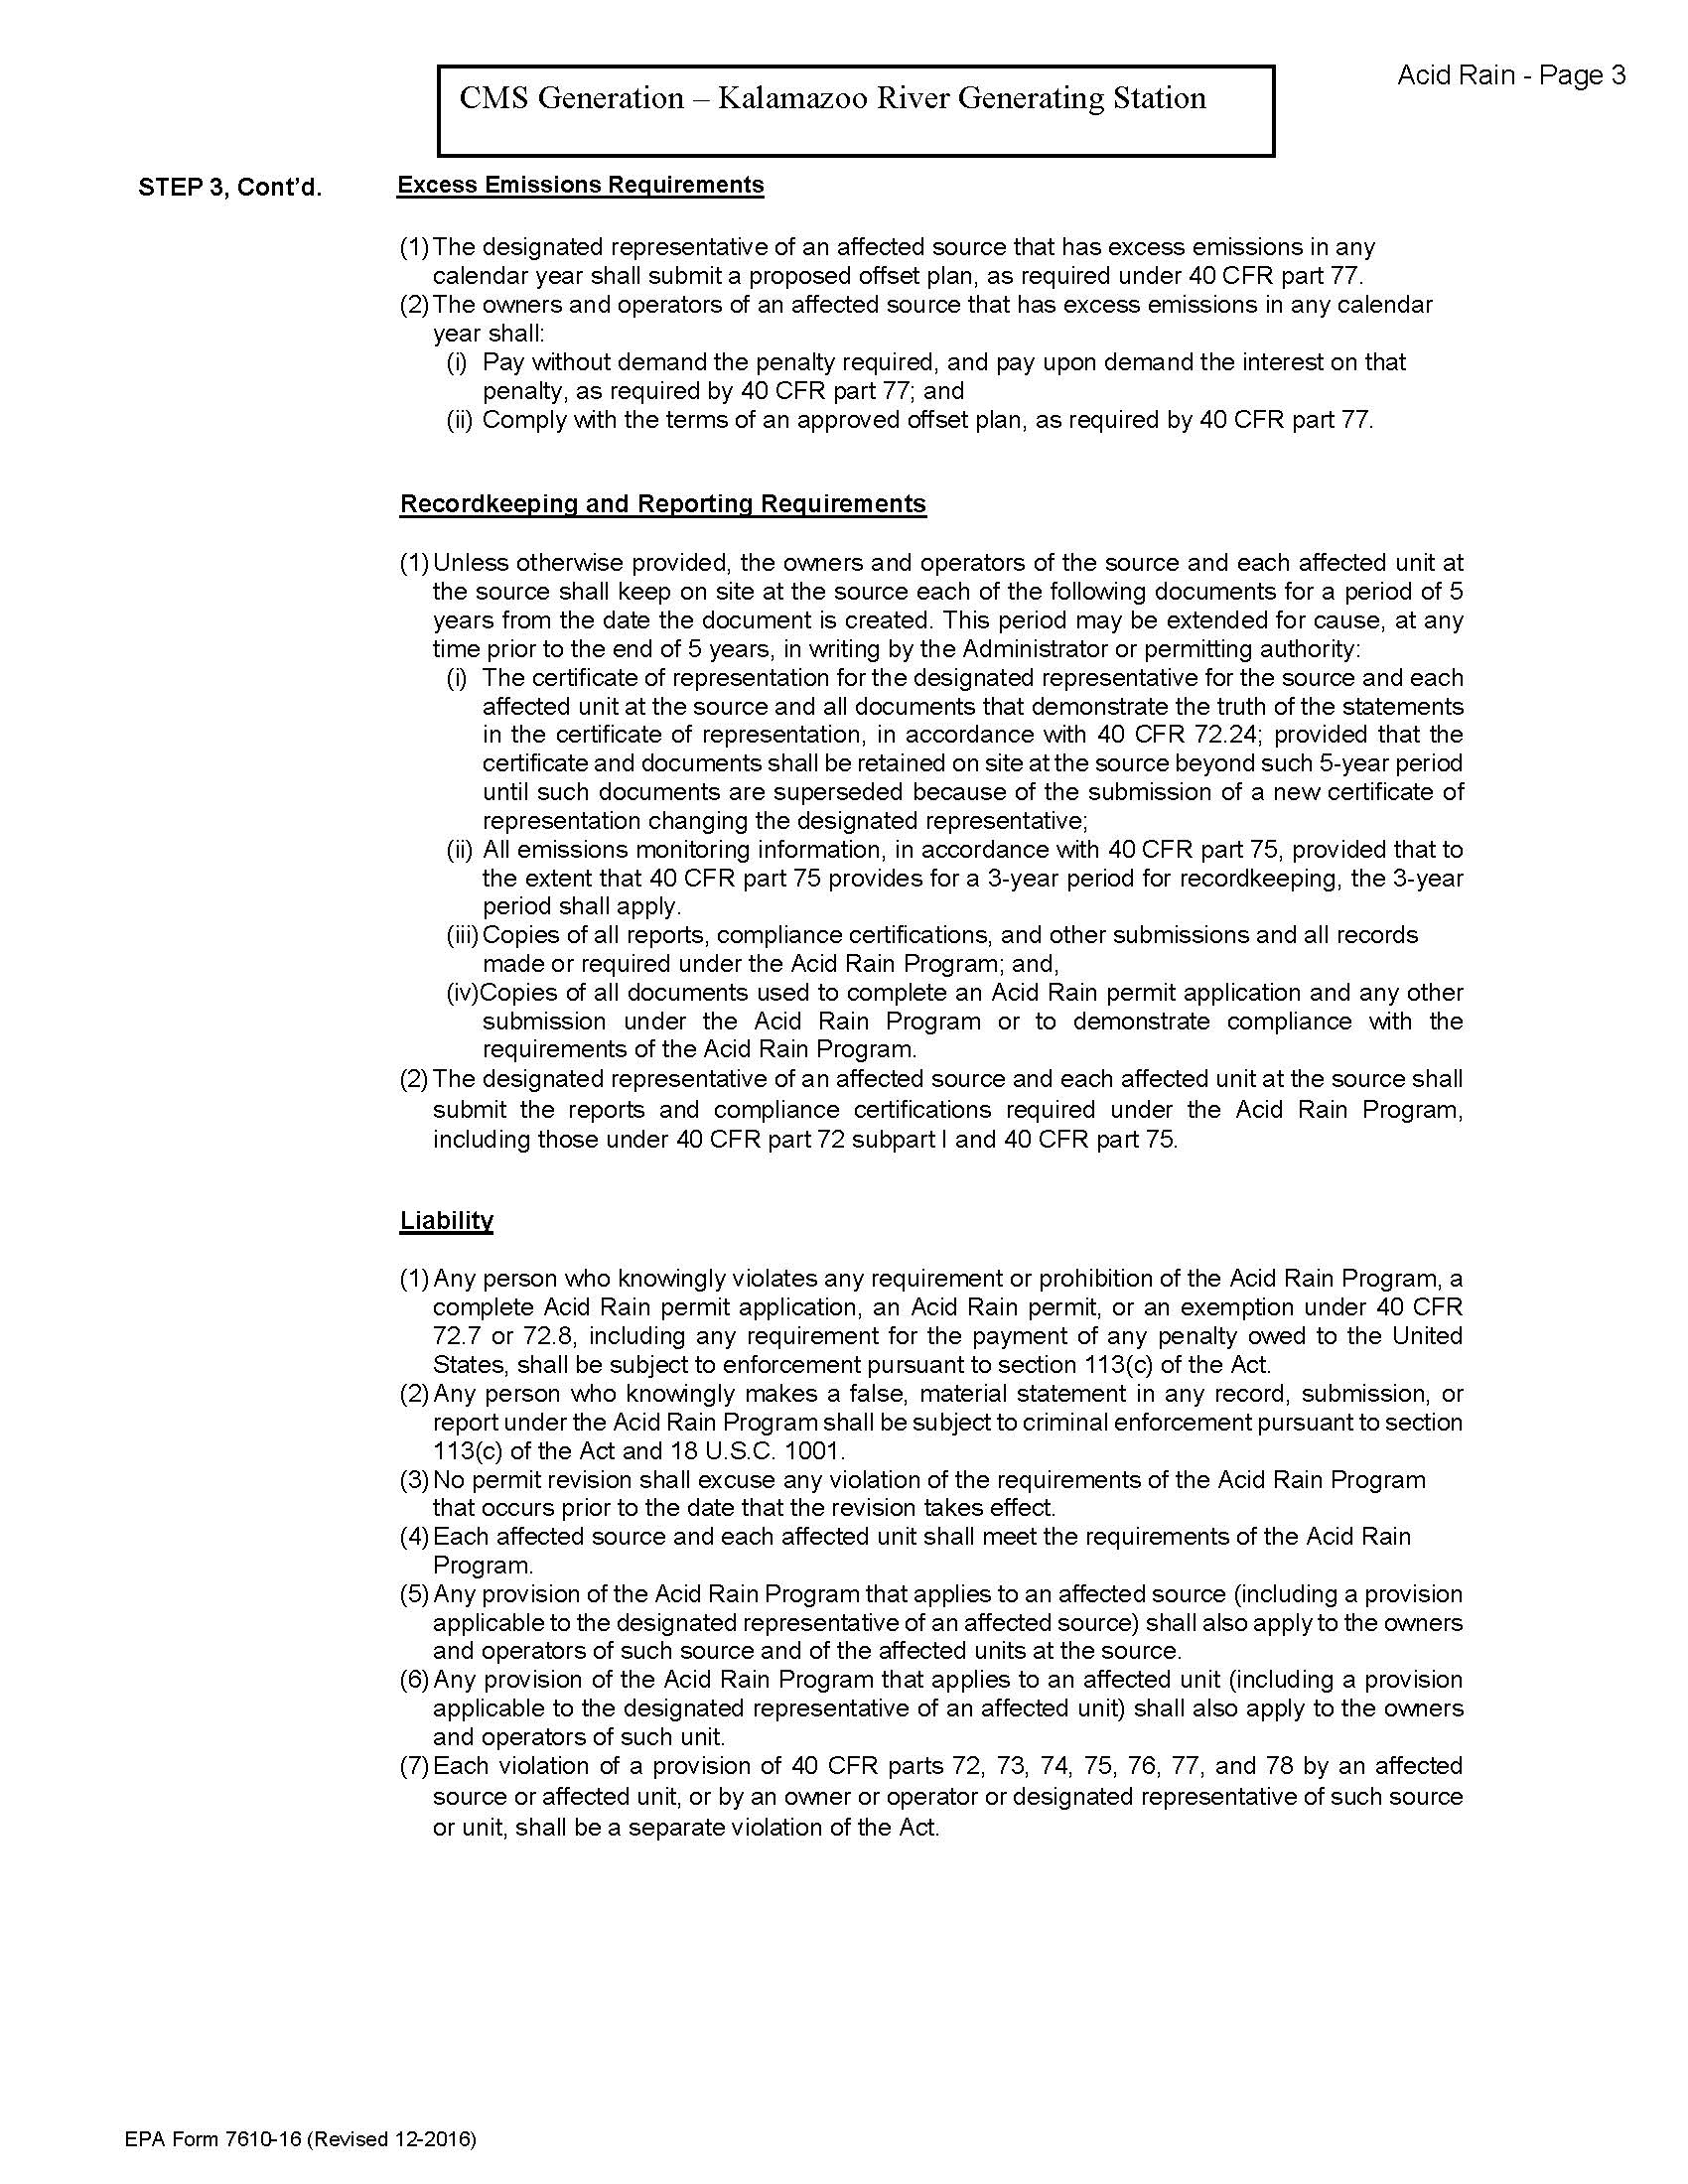 Acid Rain - Page 3
CMS Generation – Kalamazoo River Generating Station
STEP 3, Cont'd.
Excess Emissions Requirements
(1) The designated representative of an affected source that has excess emissions in any
calendar year shall submit a proposed offset plan, as required under 40 CFR part 77.
(2) The owners and operators of an affected source that has excess emissions in any calendar
year shall:
(i) Pay without demand the penalty required, and pay upon demand the interest on that
penalty, as required by 40 CFR part 77; and
(ii) Comply with the terms of an approved offset plan, as required by 40 CFR part 77.
Recordkeeping and Reporting Requirements
(1) Unless otherwise provided, the owners and operators of the source and each affected unit at
the source shall keep on site at the source each of the following documents for a period of 5
years from the date the document is created. This period may be extended for cause, at any
time prior to the end of 5 years, in writing by the Administrator or permitting authority:
(i) The certificate of representation for the designated representative for the source and each
affected unit at the source and all documents that demonstrate the truth of the statements
in the certificate of representation, in accordance with 40 CFR 72.24; provided that the
certificate and documents shall be retained on site at the source beyond such 5-year period
until such documents are superseded because of the submission of a new certificate of
representation changing the designated representative;
(ii) All emissions monitoring information, in accordance with 40 CFR part 75, provided that to
the extent that 40 CFR part 75 provides for a 3-year period for recordkeeping, the 3-year
period shall apply.
(iii) Copies of all reports, compliance certifications, and other submissions and all records
made or required under the Acid Rain Program; and,
(iv) Copies of all documents used to complete an Acid Rain permit application and any other
submission under the Acid Rain Program or to demonstrate compliance with the
requirements of the Acid Rain Program.
(2) The designated representative of an affected source and each affected unit at the source shall
submit the reports and compliance certifications required under the Acid Rain Program,
including those under 40 CFR part 72 subpart I and 40 CFR part 75.
Liability
(1) Any person who knowingly violates any requirement or prohibition of the Acid Rain Program, a
complete Acid Rain permit application, an Acid Rain permit, or an exemption under 40 CFR
72.7 or 72.8, including any requirement for the payment of any penalty owed to the United
States, shall be subject to enforcement pursuant to section 113(c) of the Act.
(2) Any person who knowingly makes a false, material statement in any record, submission, or
report under the Acid Rain Program shall be subject to criminal enforcement pursuant to section
113(c) of the Act and 18 U.S.C. 1001.
(3) No permit revision shall excuse any violation of the requirements of the Acid Rain Program
that occurs prior to the date that the revision takes effect.
(4) Each affected source and each affected unit shall meet the requirements of the Acid Rain
Program.
(5) Any provision of the Acid Rain Program that applies to an affected source (including a provision
applicable to the designated representative of an affected source) shall also apply to the owners
and operators of such source and of the affected units at the source.
(6) Any provision of the Acid Rain Program that applies to an affected unit (including a provision
applicable to the designated representative of an affected unit) shall also apply to the owners
and operators of such unit.
(7) Each violation of a provision of 40 CFR parts 72, 73, 74, 75, 76, 77, and 78 by an affected
source or affected unit, or by an owner or operator or designated representative of such source
or unit, shall be a separate violation of the Act.
EPA Form 7610-16 (Revised 12-2016)